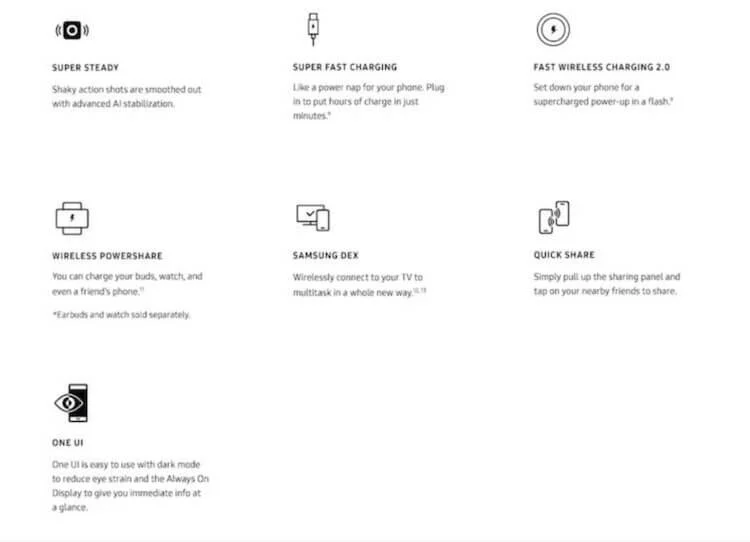 SUPER STEADY
Shaky action shots are smoothed out
with advanced AI stabilization.
SUPER FAST CHARGING
Like a power nap for your phone. Plug
in to put hours of charge in just
minutes.⁸
FAST WIRELESS CHARGING 2.0
Set down your phone for a
supercharged power-up in a flash.⁹
WIRELESS POWERSHARE
You can charge your buds, watch, and
even a friend's phone.¹¹
*Earbuds and watch sold separately.
SAMSUNG DEX
Wirelessly connect to your TV to
multitask in a whole new way.¹²,¹³
QUICK SHARE
Simply pull up the sharing panel and
tap on your nearby friends to share.
ONE UI
One UI is easy to use with dark mode
to reduce eye strain and the Always On
Display to give you immediate info at
a glance.